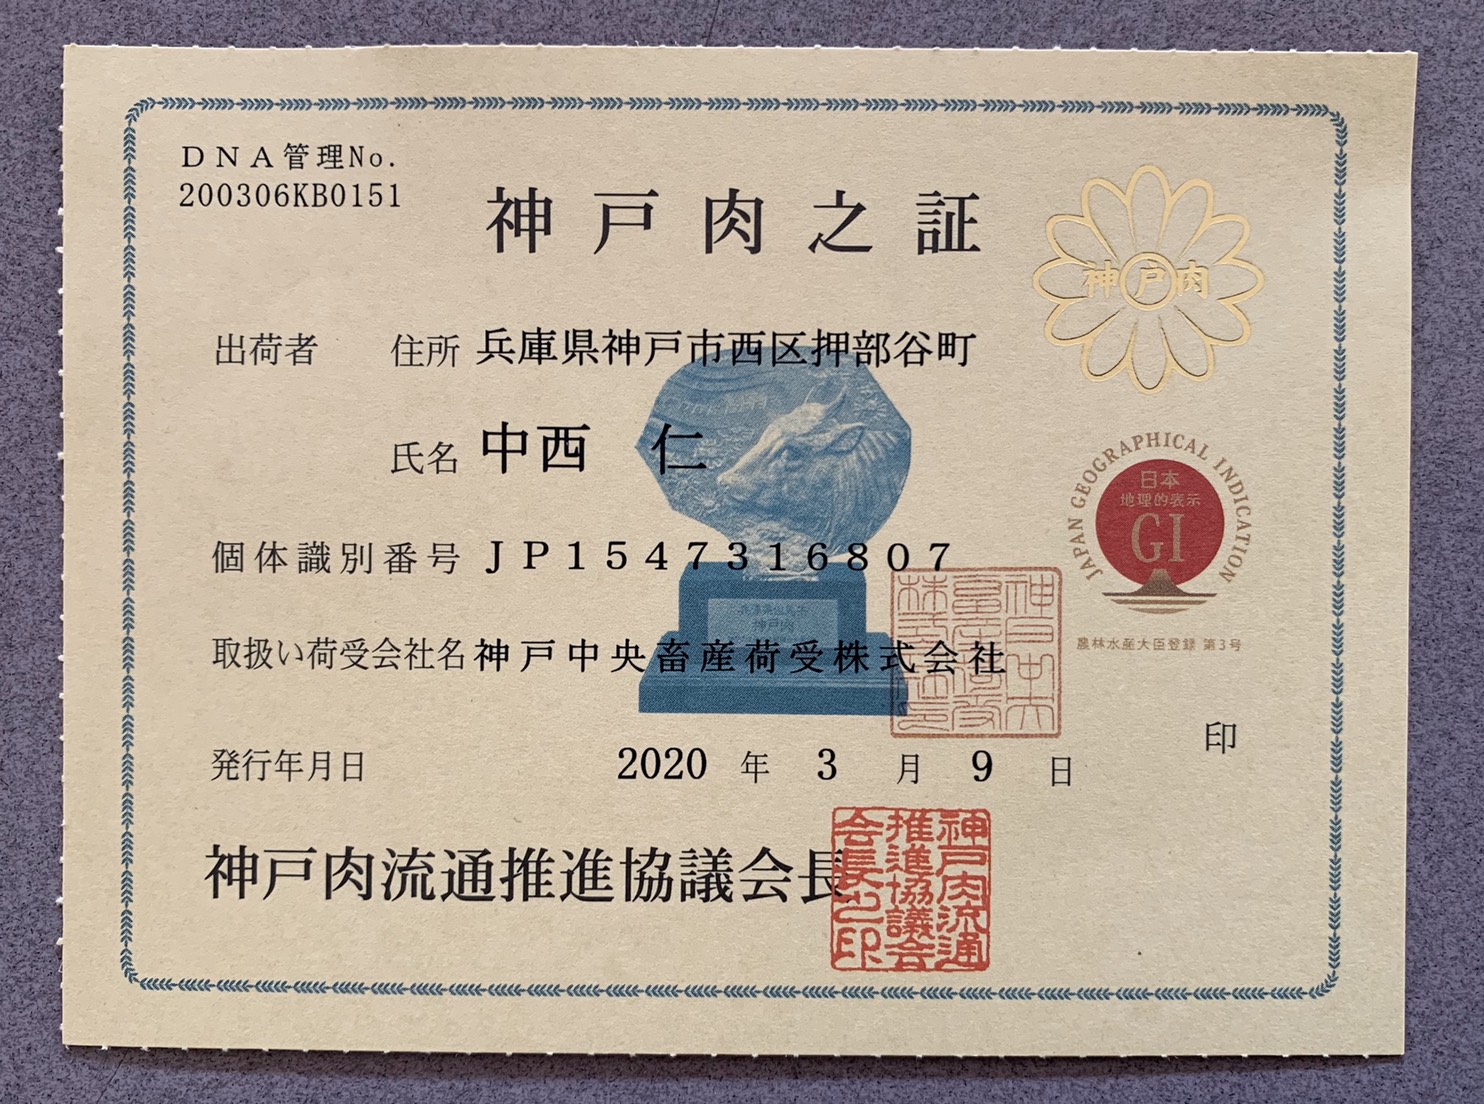 DNA管理No.
200306KB0151
神戸肉之証
神戸肉
出荷者 住所 兵庫県神戸市西区押部谷町
氏名 中西 仁
JAPAN GEOGRAPHICAL INDICATION
日本
地理的表示
GI
農林水産大臣登録 第3号
個体識別番号 JP1547316807
神戸肉
取扱い荷受会社名 神戸中央畜産荷受株式会社
印
発行年月日 2020 年 3 月 9 日
神戸肉流通推進協議会長
神戸肉流通
推進協議会
会長之印